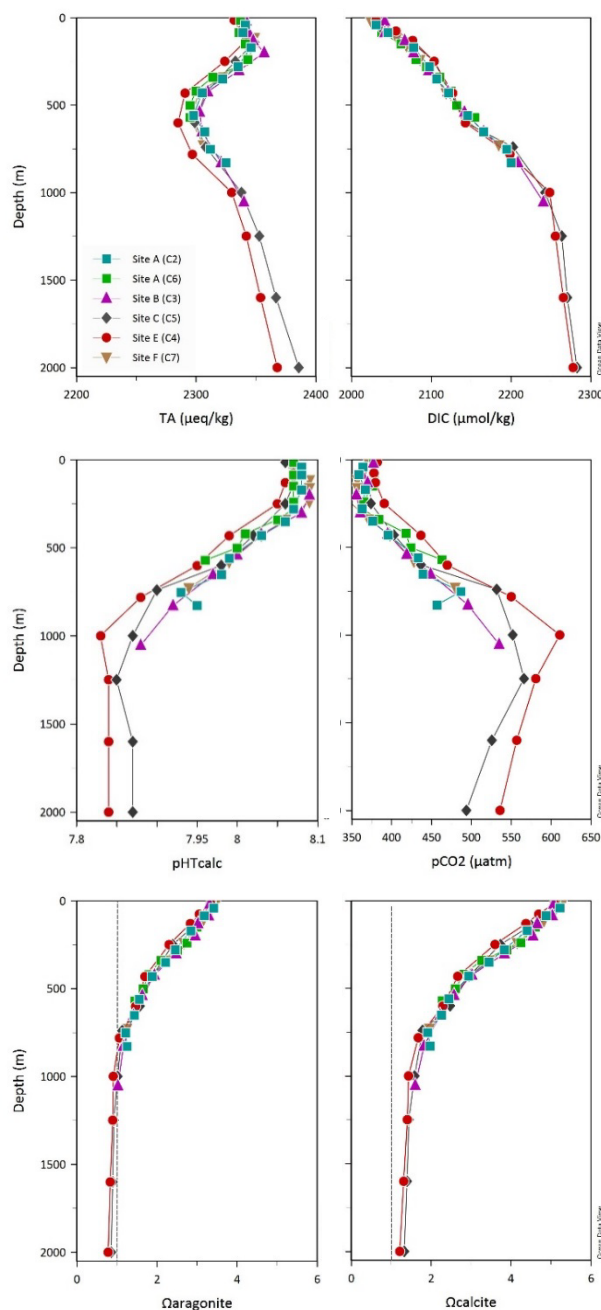 0
500
1000
1500
2000
Depth (m)
Site A (C2)
Site A (C6)
Site B (C3)
Site C (C5)
Site E (C4)
Site F (C7)
2200
2300
2400
TA (µeq/kg)
2000
2100
2200
2300
DIC (µmol/kg)
Ocean Data View
0
500
1000
1500
2000
Depth (m)
7.8
7.95
8
8.1
pHTcalc
350
400
450
500
550
600
650
pCO2 (µatm)
Ocean Data View
0
500
1000
1500
2000
Depth (m)
0
2
4
6
Ωaragonite
0
2
4
6
Ωcalcite
Ocean Data View